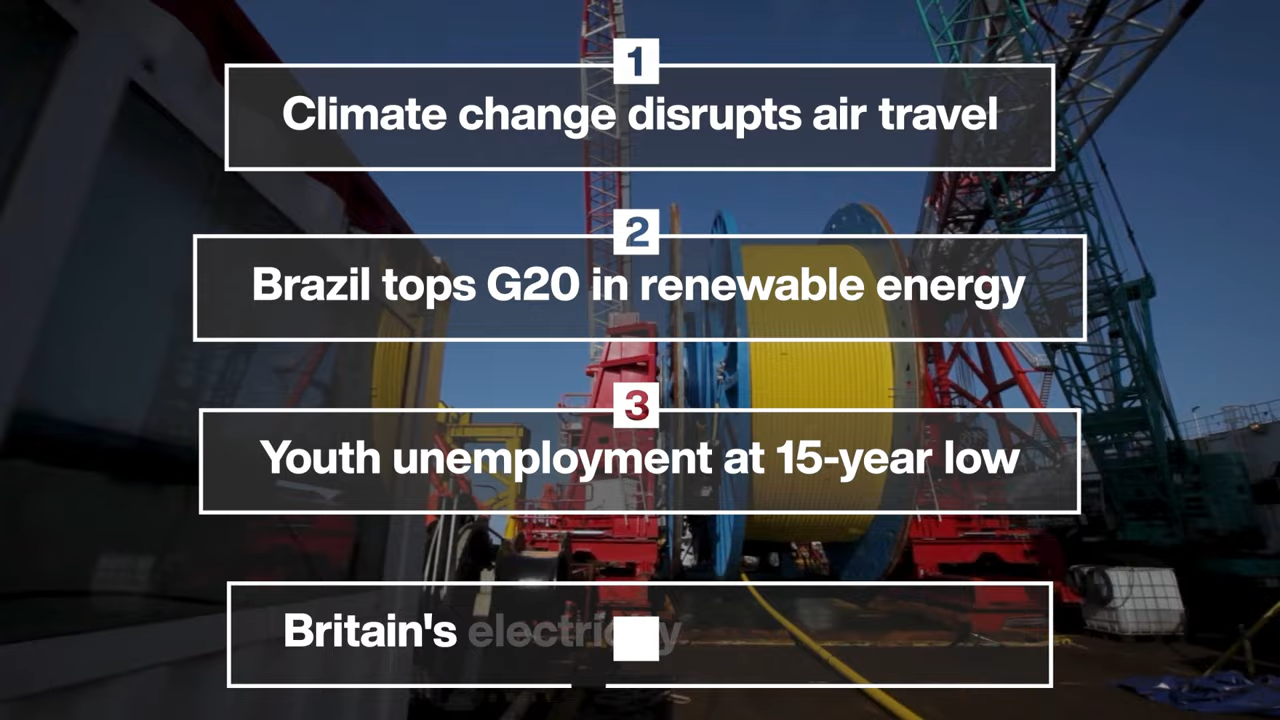 1
Climate change disrupts air travel
2
Brazil tops G20 in renewable energy
3
Youth unemployment at 15-year low
Britain's electricity